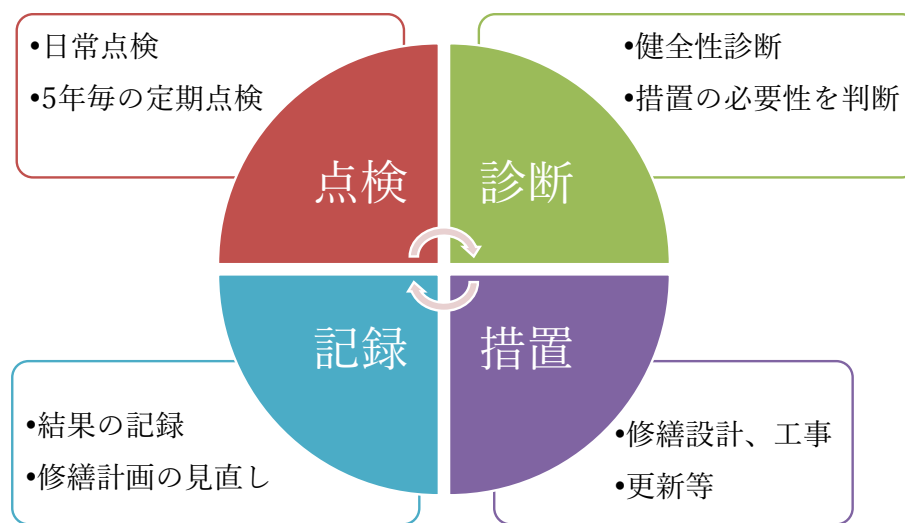 •日常点検
•5年毎の定期点検
•健全性診断
•措置の必要性を判断
点検
診断
記録
措置
•結果の記録
•修繕計画の見直し
•修繕設計、工事
•更新等